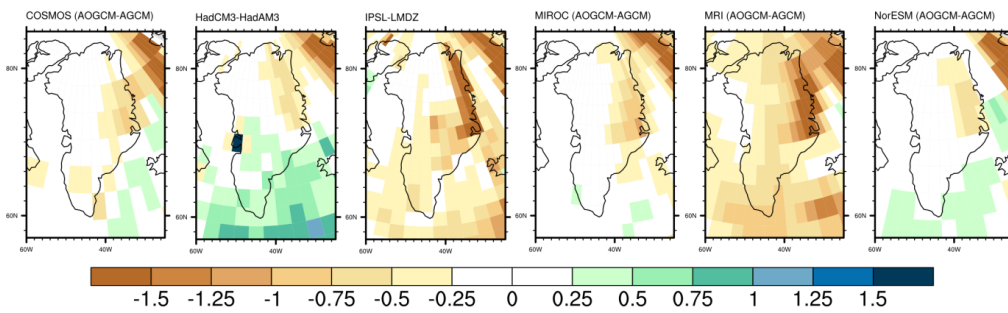 COSMOS (AOGCM-AGCM) HadCM3-HadAM3 IPSL-LMDZ MIROC (AOGCM-AGCM) MRI (AOGCM-AGCM) NorESM (AOGCM-AGCM)
80N 80N 80N 80N 80N 80N
60N 60N 60N 60N 60N 60N
60W 40W 60W 40W 60W 40W 60W 40W 60W 40W 60W 40W
-1.5 -1.25 -1 -0.75 -0.5 -0.25 0 0.25 0.5 0.75 1 1.25 1.5